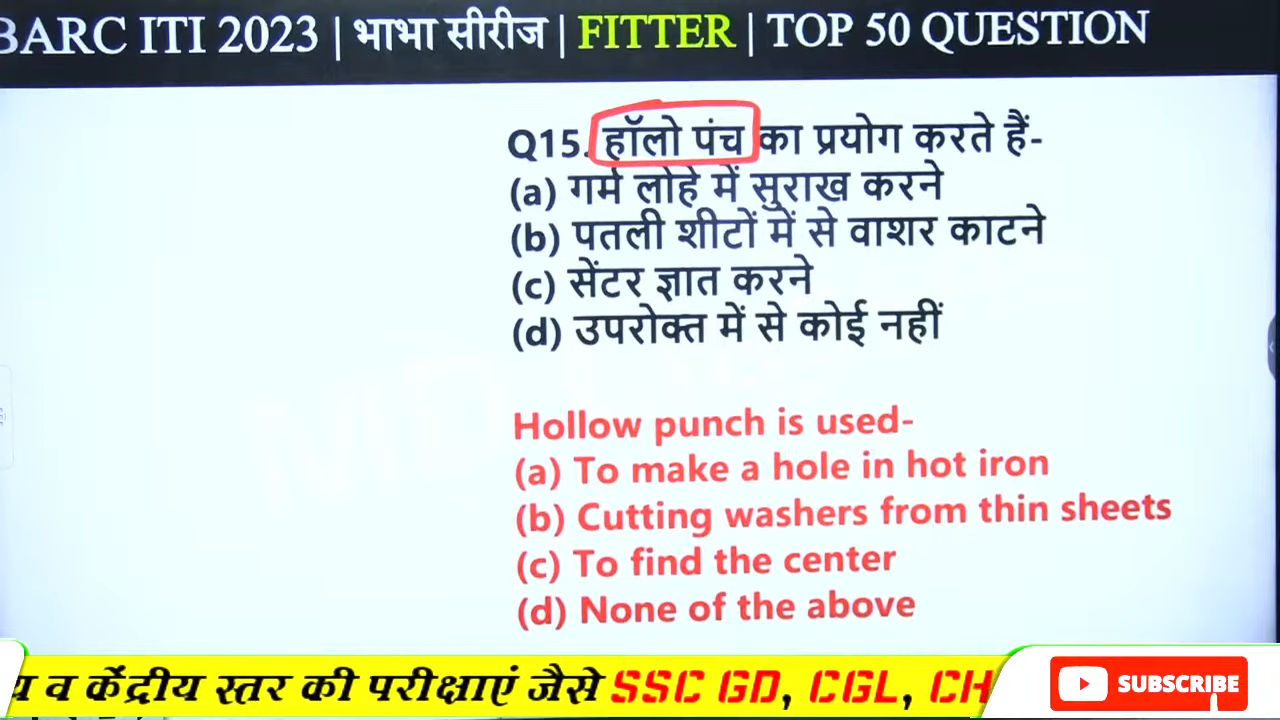 BARC ITI 2023 | भाभा सीरीज | FITTER | TOP 50 QUESTION
Q15. हॉलो पंच का प्रयोग करते हैं-
(a) गर्म लोहे में सुराख करने
(b) पतली शीटों में से वाशर काटने
(c) सेंटर ज्ञात करने
(d) उपरोक्त में से कोई नहीं
Hollow punch is used-
(a) To make a hole in hot iron
(b) Cutting washers from thin sheets
(c) To find the center
(d) None of the above
य व केंद्रीय स्तर की परीक्षाएं जैसे SSC GD, CGL, CH
SUBSCRIBE